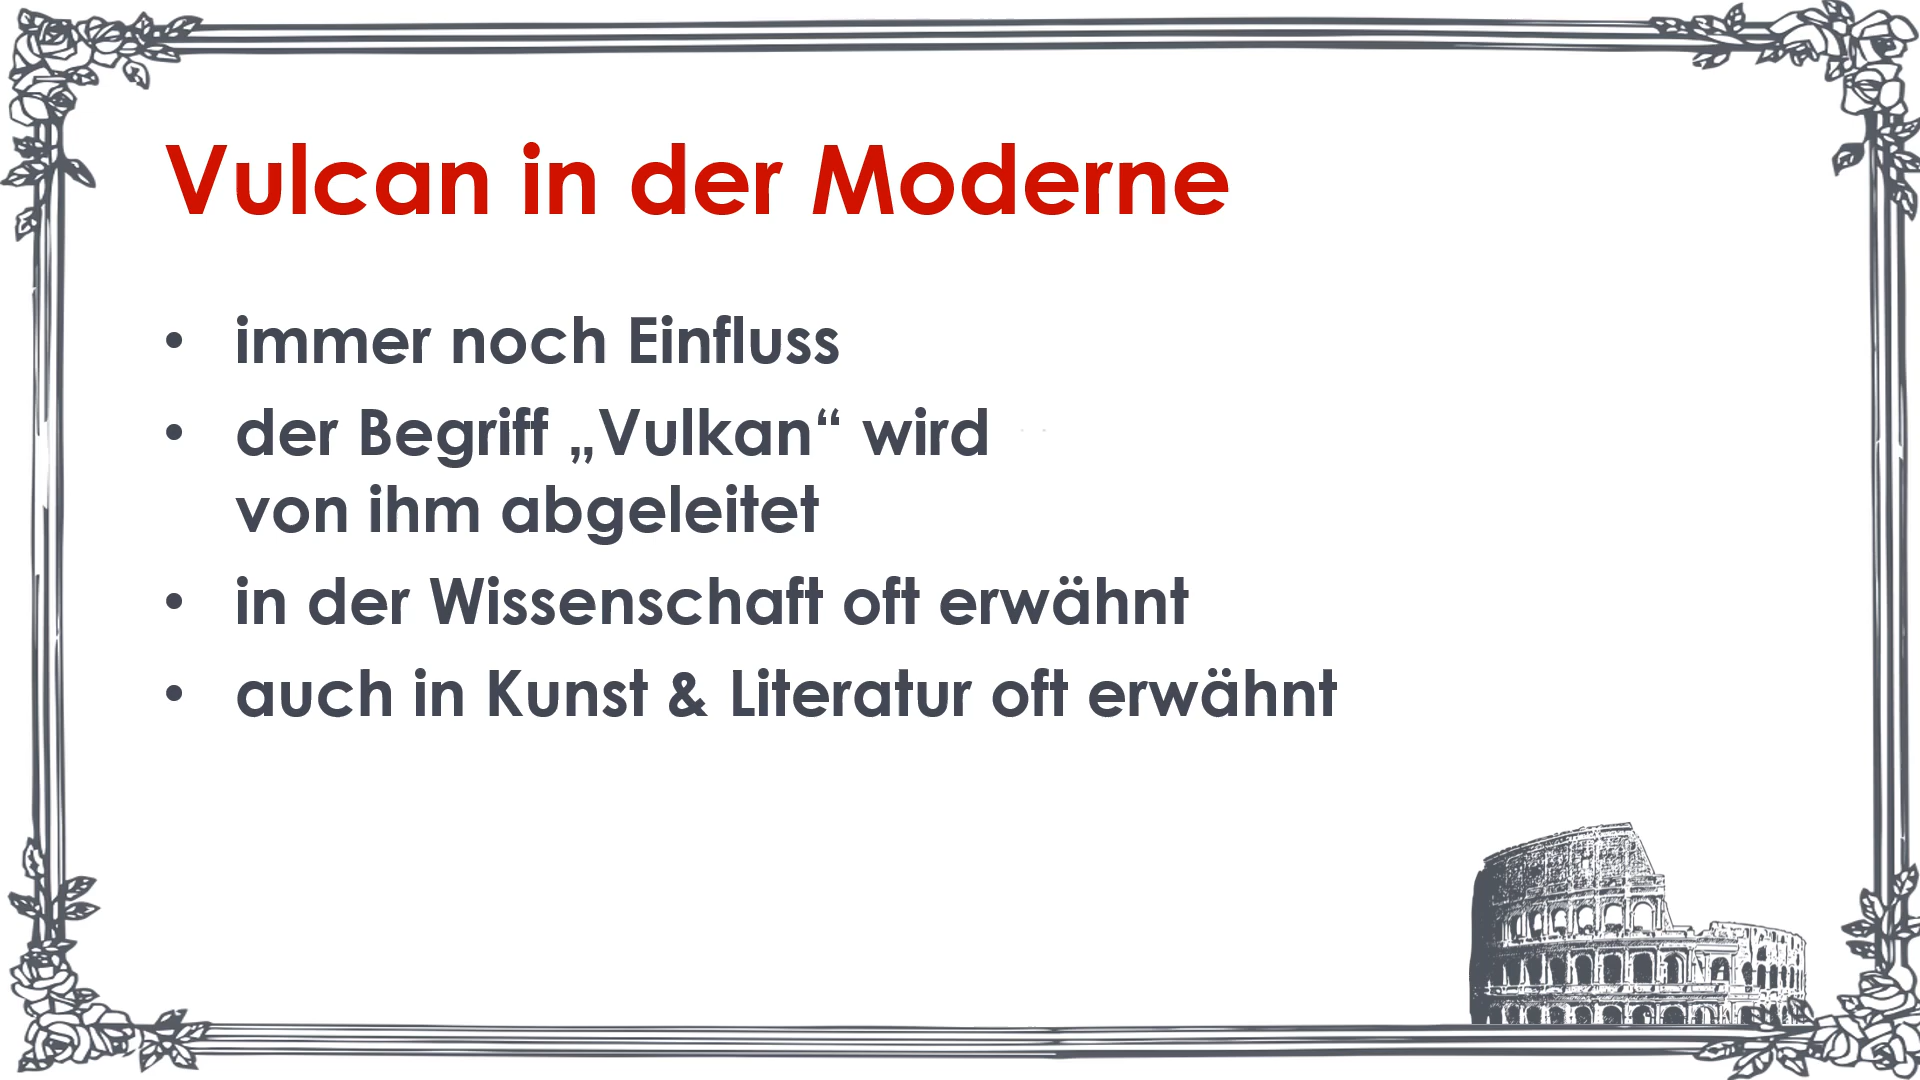 Vulcan in der Moderne
• immer noch Einfluss
• der Begriff „Vulkan“ wird
von ihm abgeleitet
• in der Wissenschaft oft erwähnt
• auch in Kunst & Literatur oft erwähnt